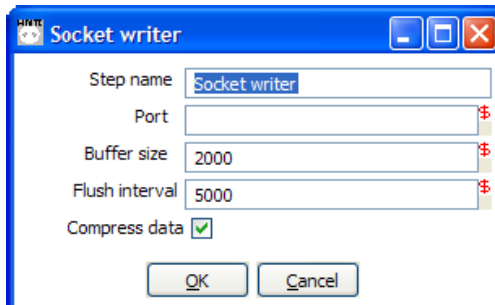 Socket writer
Step name Socket writer
Port $
Buffer size 2000 $
Flush interval 5000 $
Compress data
OK Cancel